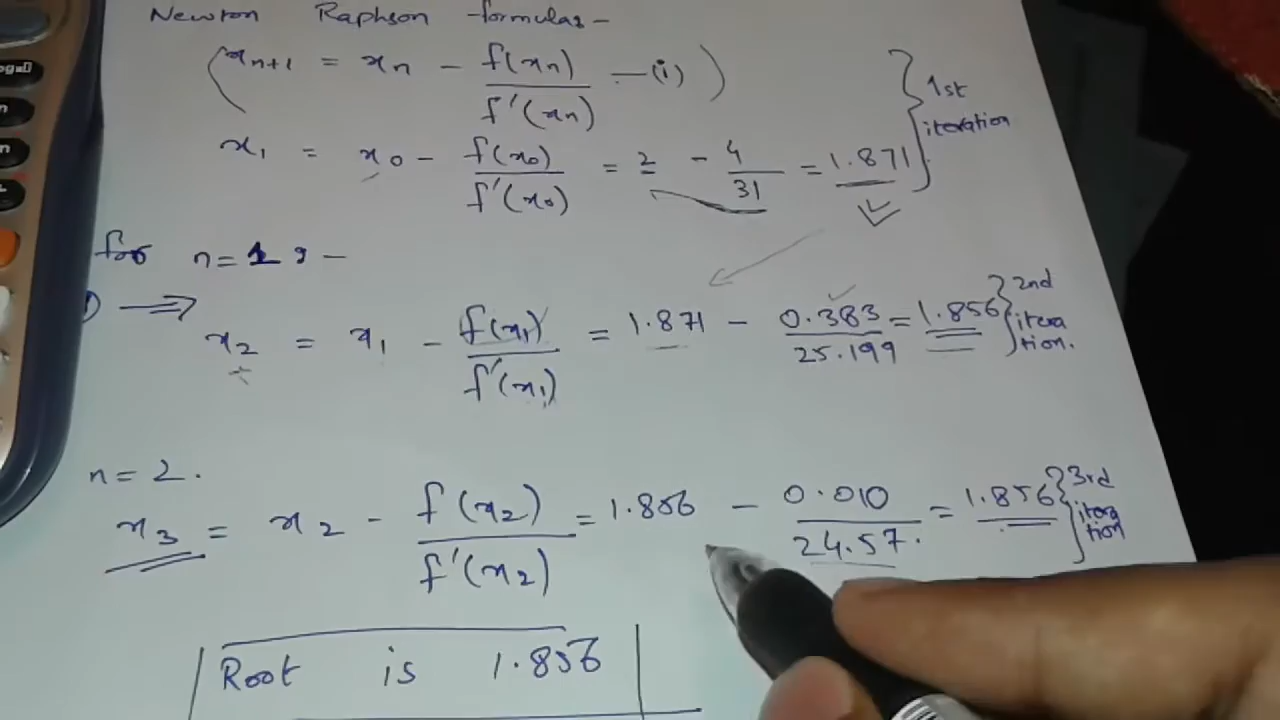 Newton Raphson formulas-
(xn+1 = xn - f(xn)/f'(xn) —(i))
x1 = x0 - f(x0)/f'(x0) = 2 - 4/31 = 1.871 } 1st iteration
for n=1 :-
⟹
x2 = x1 - f(x1)/f'(x1) = 1.871 - 0.383/25.199 = 1.856 } 2nd itera tion.
n=2.
x3 = x2 - f(x2)/f'(x2) = 1.856 - 0.010/24.57. = 1.856 } 3rd itera tion
Root is 1.856